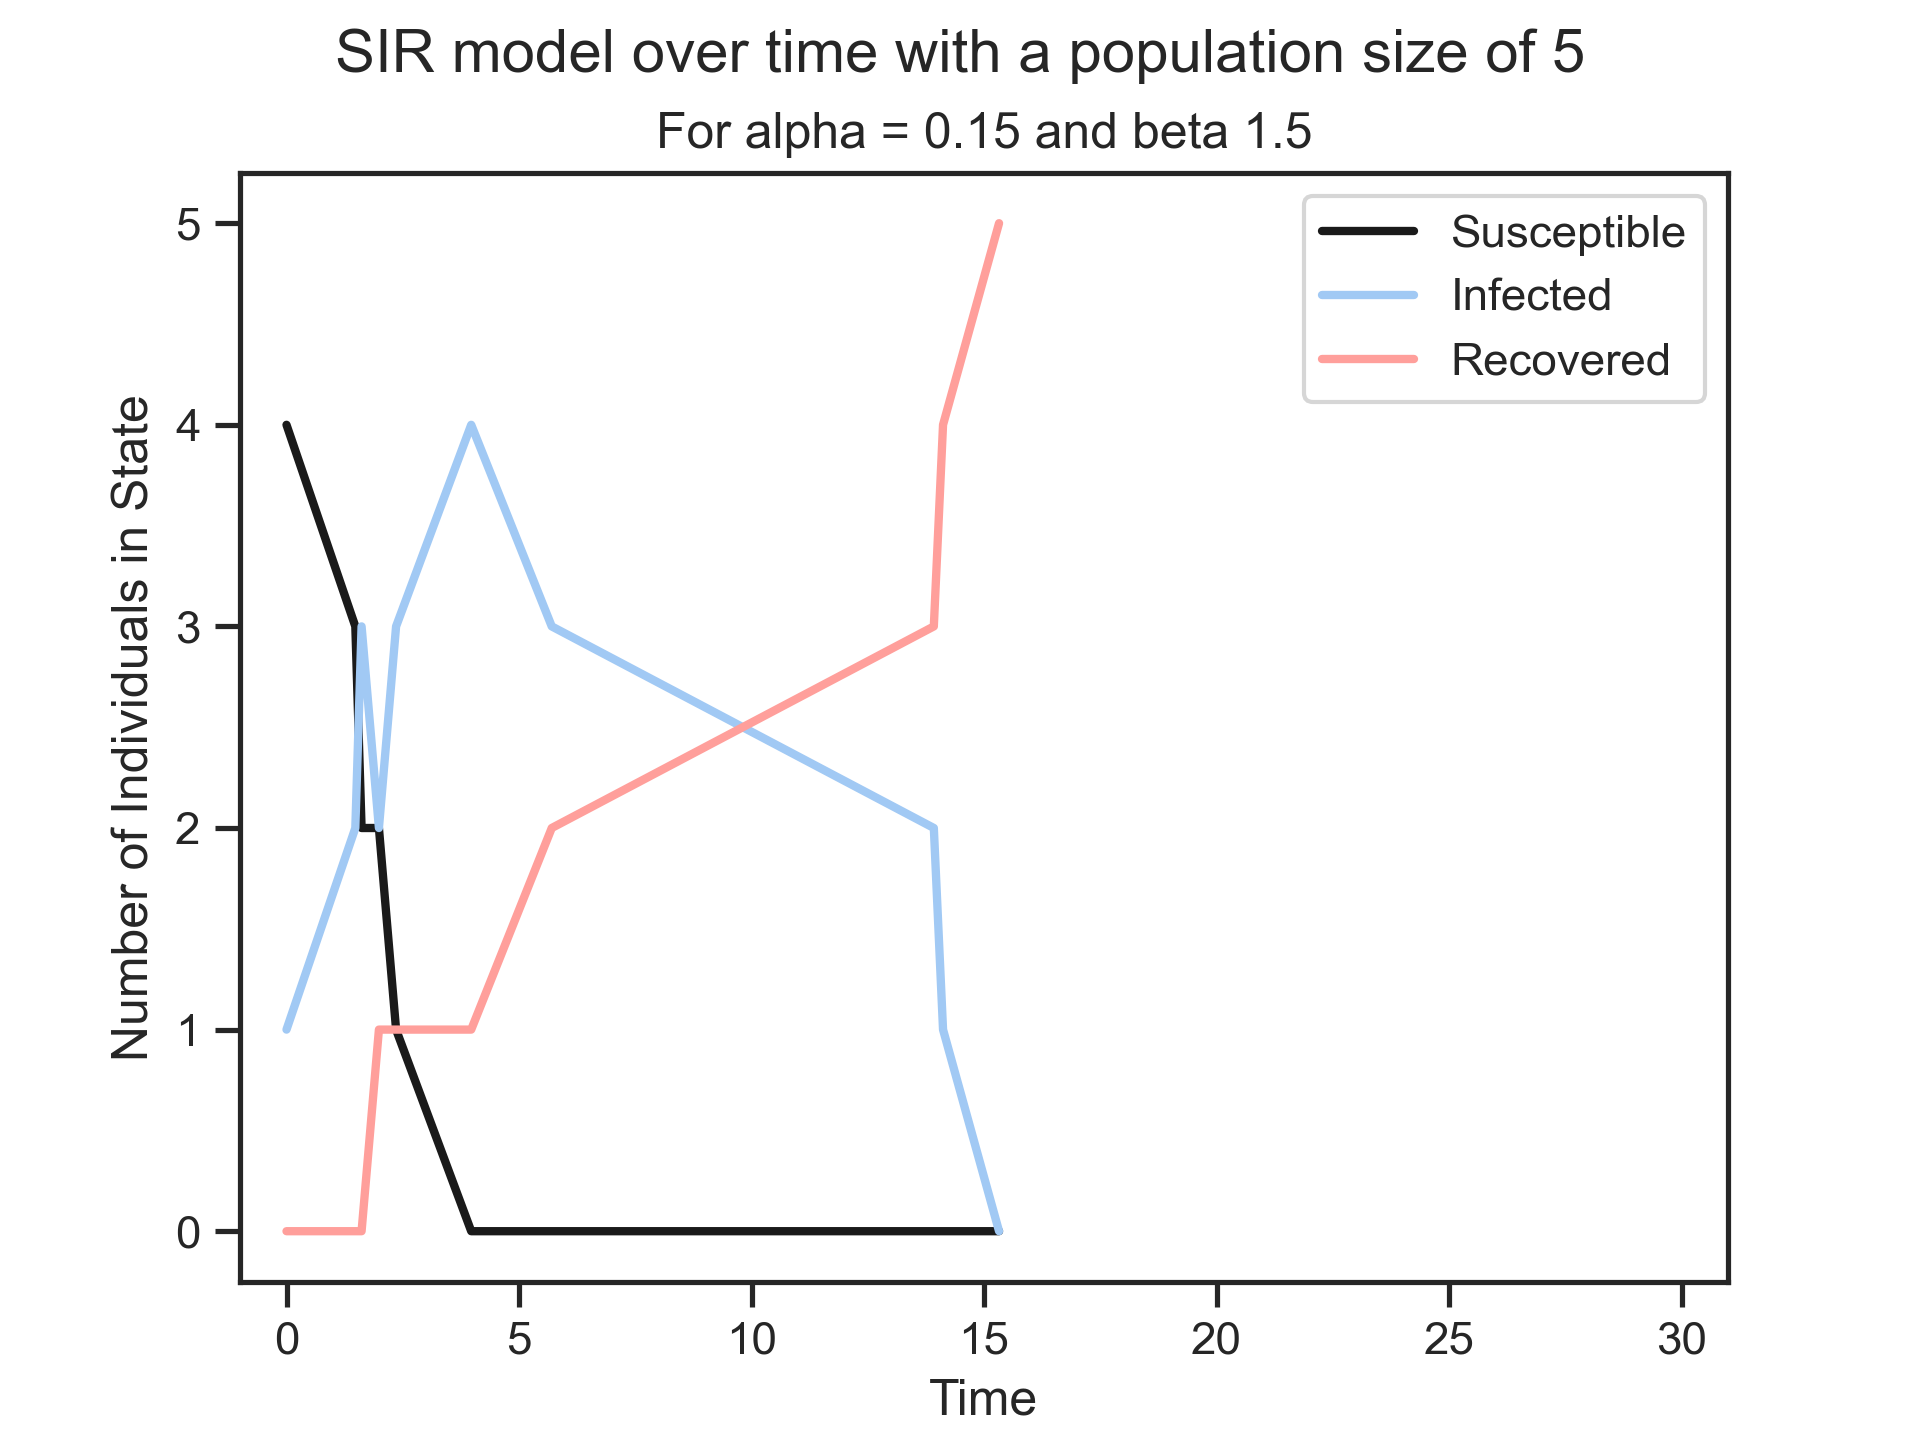 SIR model over time with a population size of 5
For alpha = 0.15 and beta 1.5
Susceptible
Infected
Recovered
Number of Individuals in State
5
4
3
2
1
0
0 5 10 15 20 25 30
Time